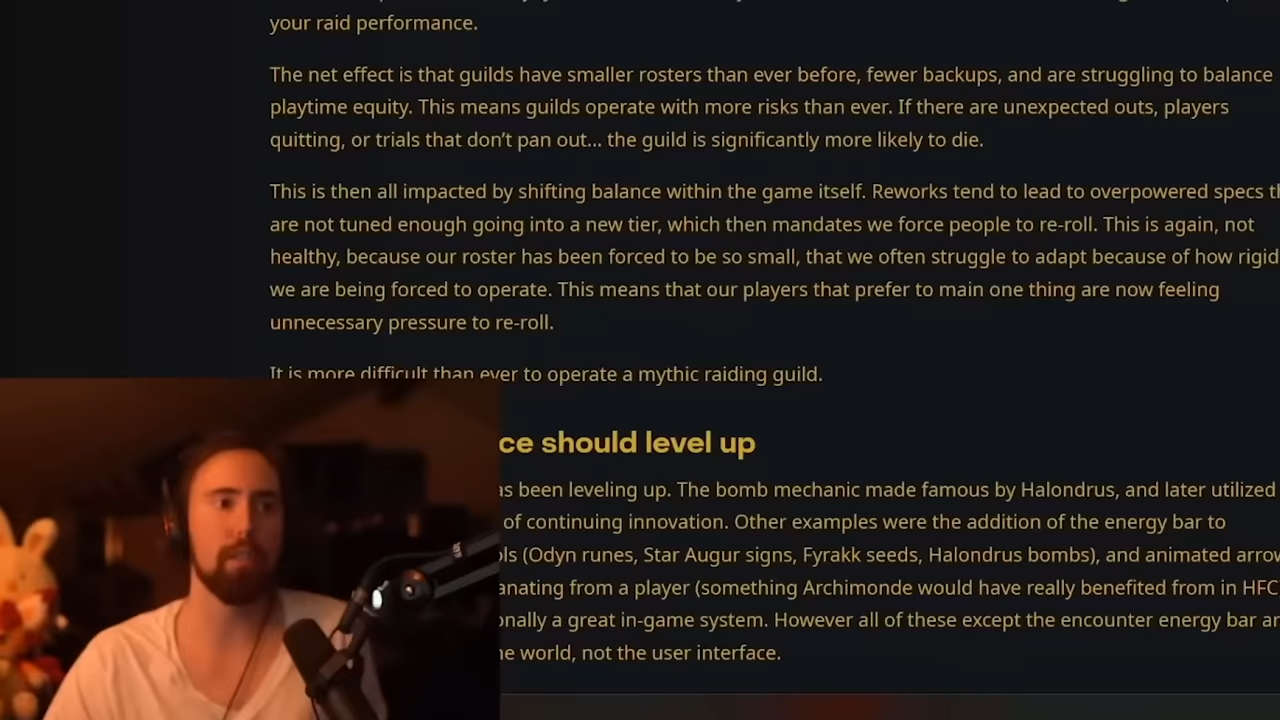 your raid performance.
The net effect is that guilds have smaller rosters than ever before, fewer backups, and are struggling to balance
playtime equity. This means guilds operate with more risks than ever. If there are unexpected outs, players
quitting, or trials that don't pan out... the guild is significantly more likely to die.
This is then all impacted by shifting balance within the game itself. Reworks tend to lead to overpowered specs th
are not tuned enough going into a new tier, which then mandates we force people to re-roll. This is again, not
healthy, because our roster has been forced to be so small, that we often struggle to adapt because of how rigid
we are being forced to operate. This means that our players that prefer to main one thing are now feeling
unnecessary pressure to re-roll.
It is more difficult than ever to operate a mythic raiding guild.
ce should level up
as been leveling up. The bomb mechanic made famous by Halondrus, and later utilized
of continuing innovation. Other examples were the addition of the energy bar to
ols (Odyn runes, Star Augur signs, Fyrakk seeds, Halondrus bombs), and animated arrow
anating from a player (something Archimonde would have really benefited from in HFC
onally a great in-game system. However all of these except the encounter energy bar ar
he world, not the user interface.